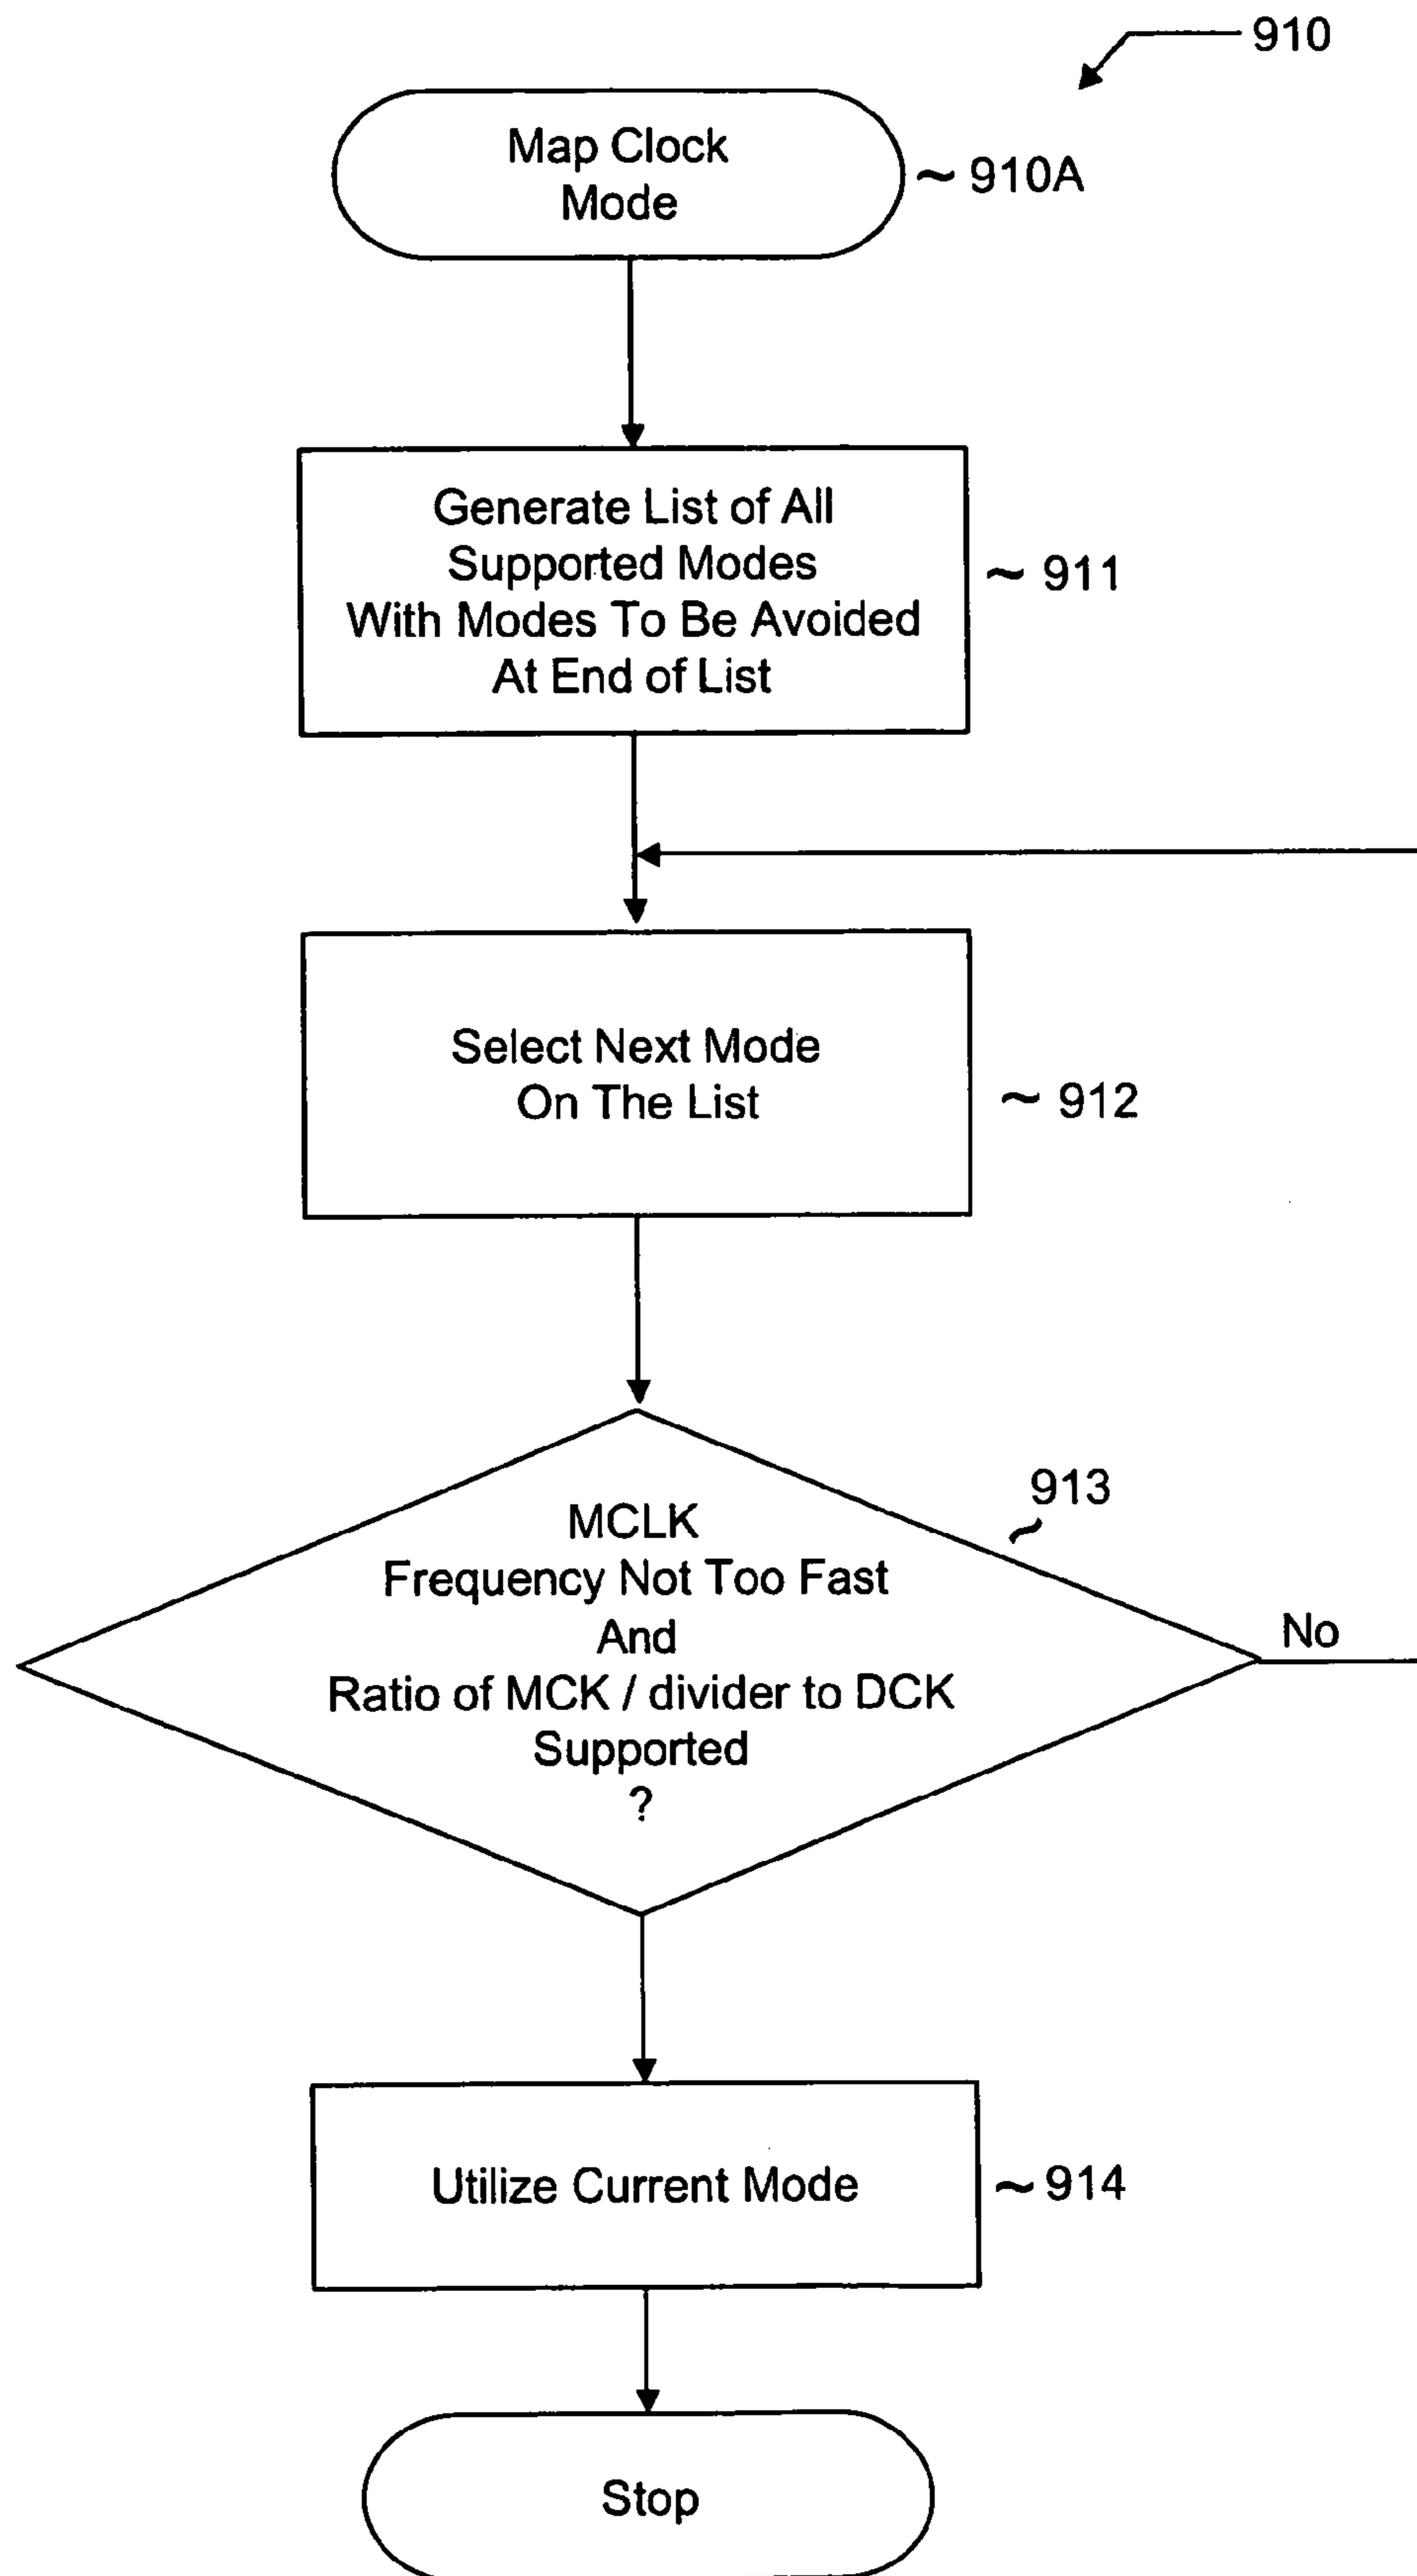 910
Map Clock
Mode
~ 910A
Generate List of All
Supported Modes
With Modes To Be Avoided
At End of List
~ 911
Select Next Mode
On The List
~ 912
913
~
MCLK
Frequency Not Too Fast
And
Ratio of MCK / divider to DCK
Supported
?
No
Utilize Current Mode
~ 914
Stop